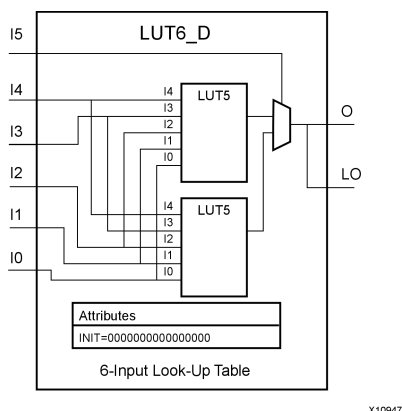 LUT6_D
I5
I4
I3
I2
I1
I0
I4
I3
I2
I1
I0
LUT5
I4
I3
I2
I1
I0
LUT5
O
LO
Attributes
INIT=0000000000000000
6-Input Look-Up Table
X10947